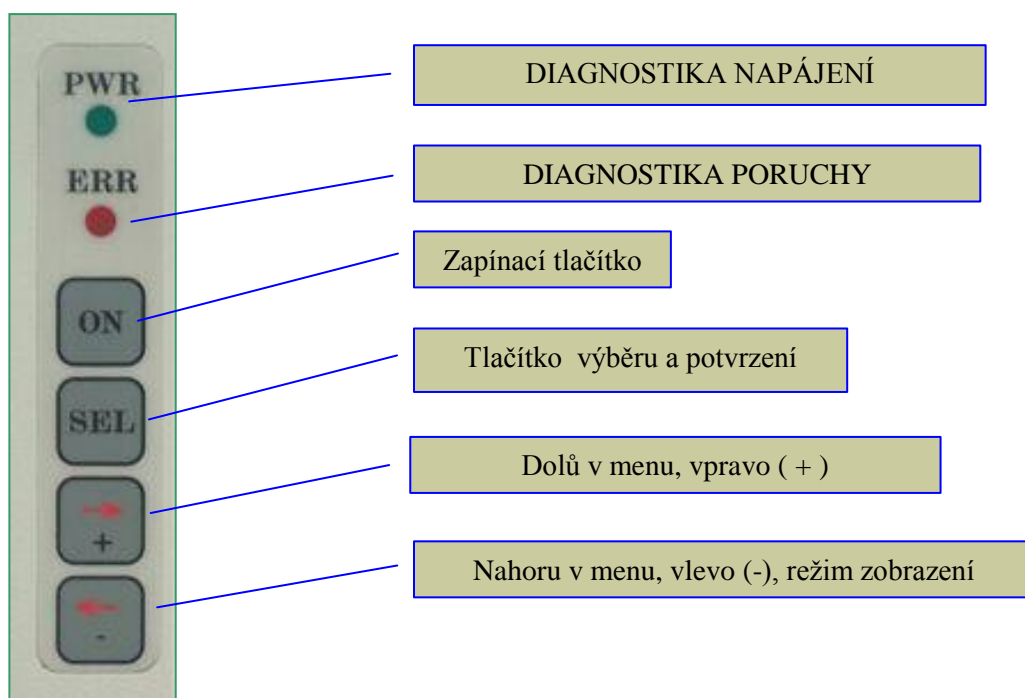 PWR
DIAGNOSTIKA NAPÁJENÍ
ERR
DIAGNOSTIKA PORUCHY
Zapínací tlačítko
ON
Tlačítko výběru a potvrzení
SEL
Dolů v menu, vpravo ( + )
+
Nahoru v menu, vlevo (-), režim zobrazení
-